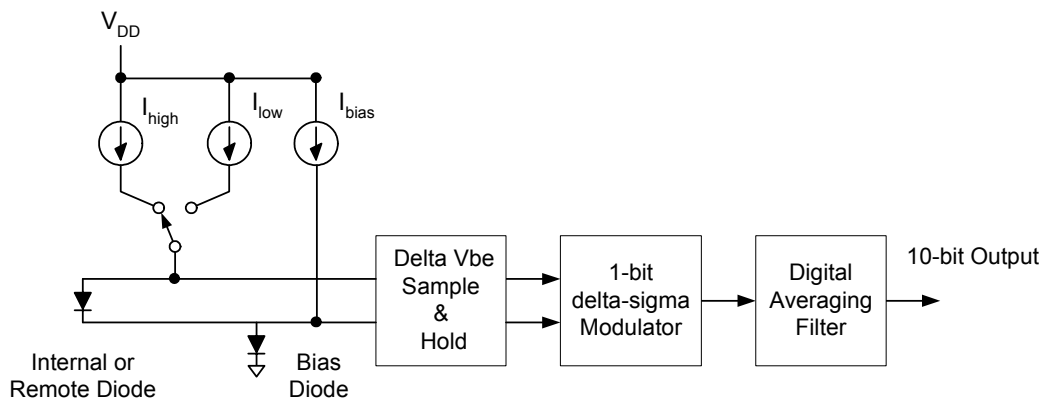 V_DD
I_high
I_low
I_bias
Delta Vbe
Sample
&
Hold
1-bit
delta-sigma
Modulator
Digital
Averaging
Filter
10-bit Output
Internal or
Remote Diode
Bias
Diode